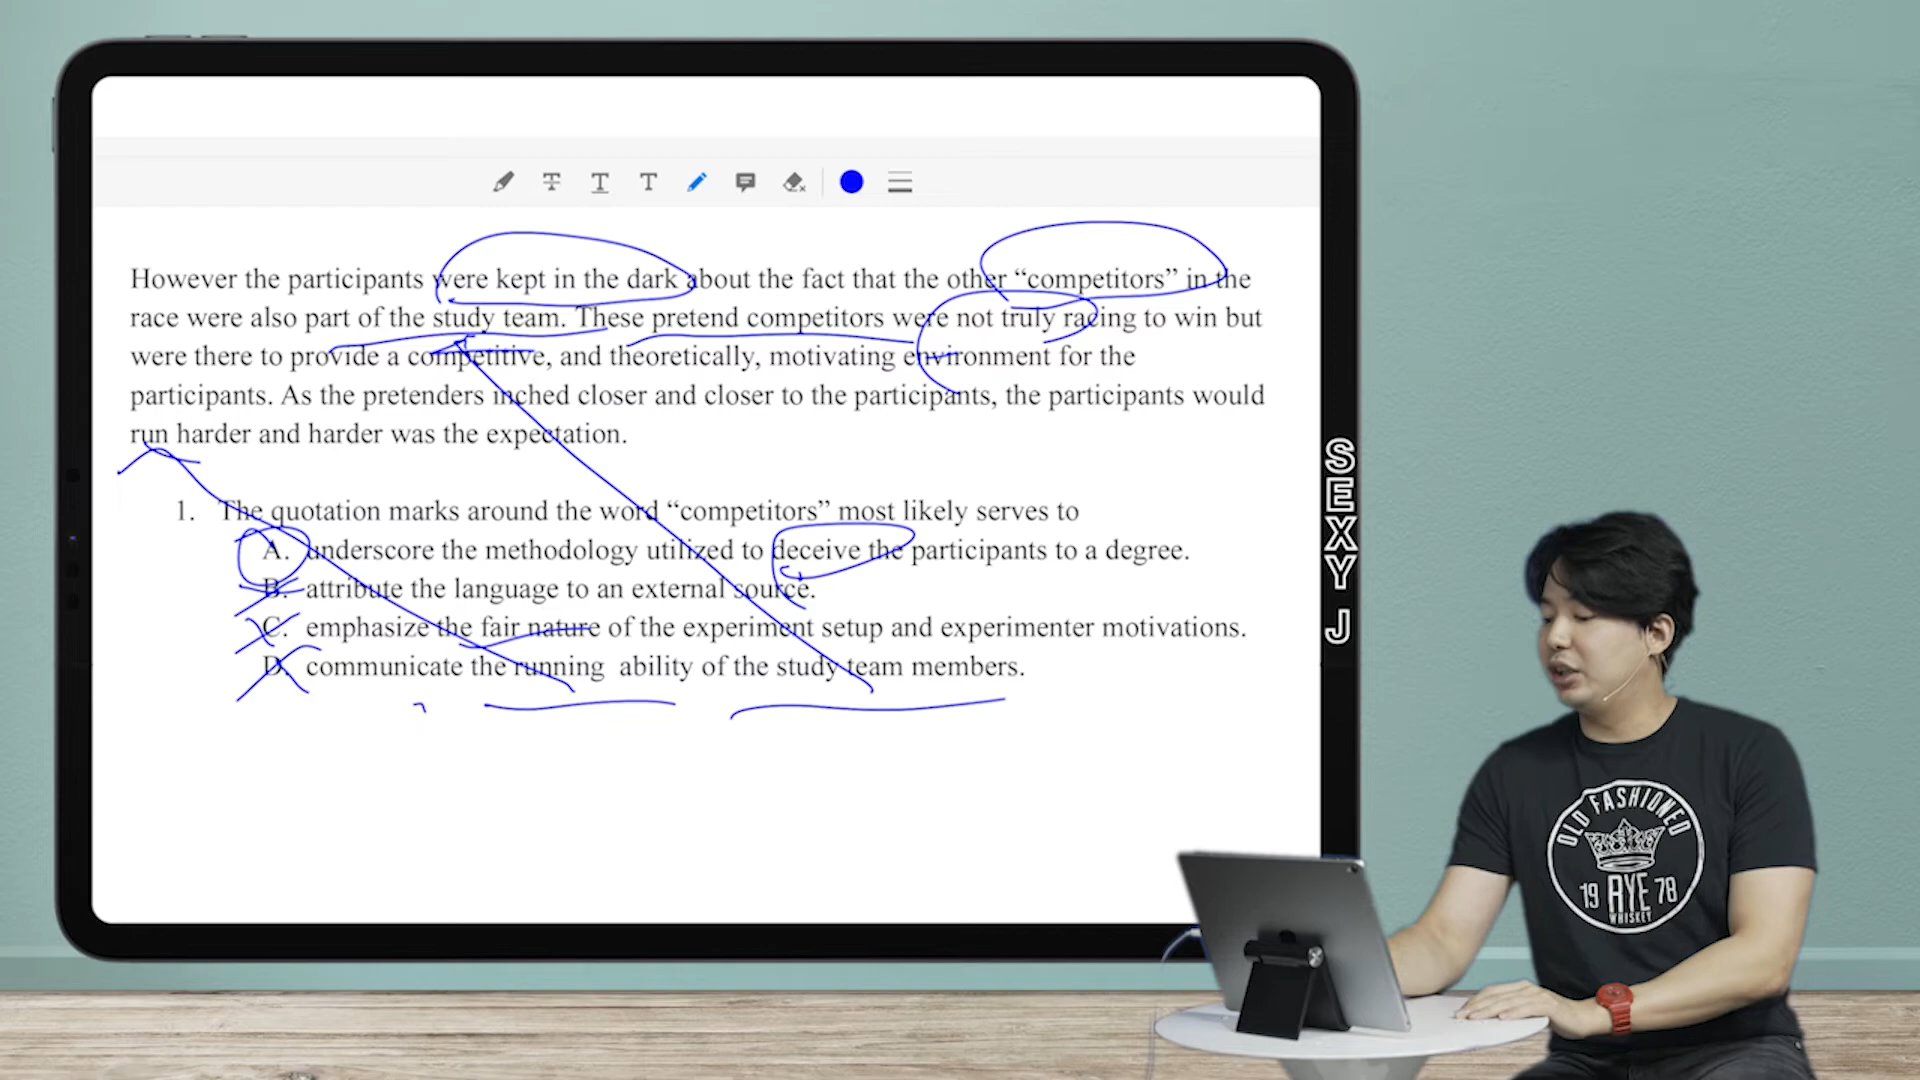 However the participants were kept in the dark about the fact that the other “competitors” in the
race were also part of the study team. These pretend competitors were not truly racing to win but
were there to provide a competitive, and theoretically, motivating environment for the
participants. As the pretenders inched closer and closer to the participants, the participants would
run harder and harder was the expectation.
1. The quotation marks around the word “competitors” most likely serves to
A. underscore the methodology utilized to deceive the participants to a degree.
B. attribute the language to an external source.
C. emphasize the fair nature of the experiment setup and experimenter motivations.
D. communicate the running ability of the study team members.
SEXY J
OLD FASHIONED
19 RYE 78
WHISKEY